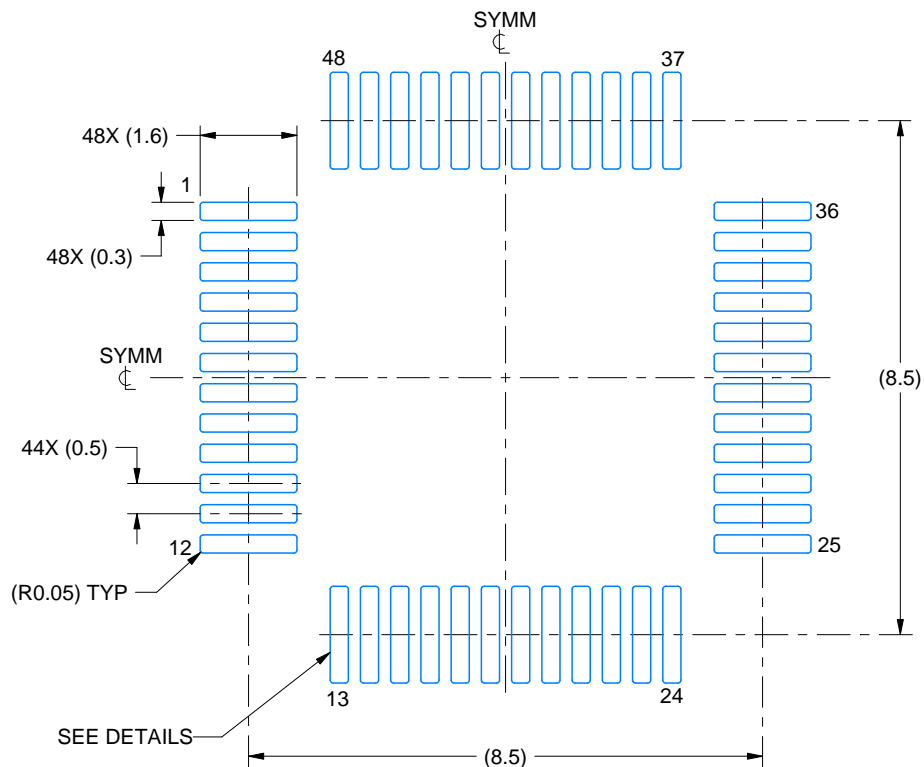 SYMM
℄
48
37
48X (1.6)
1
36
48X (0.3)
SYMM
℄
(8.5)
44X (0.5)
12
25
(R0.05) TYP
13
24
SEE DETAILS
(8.5)